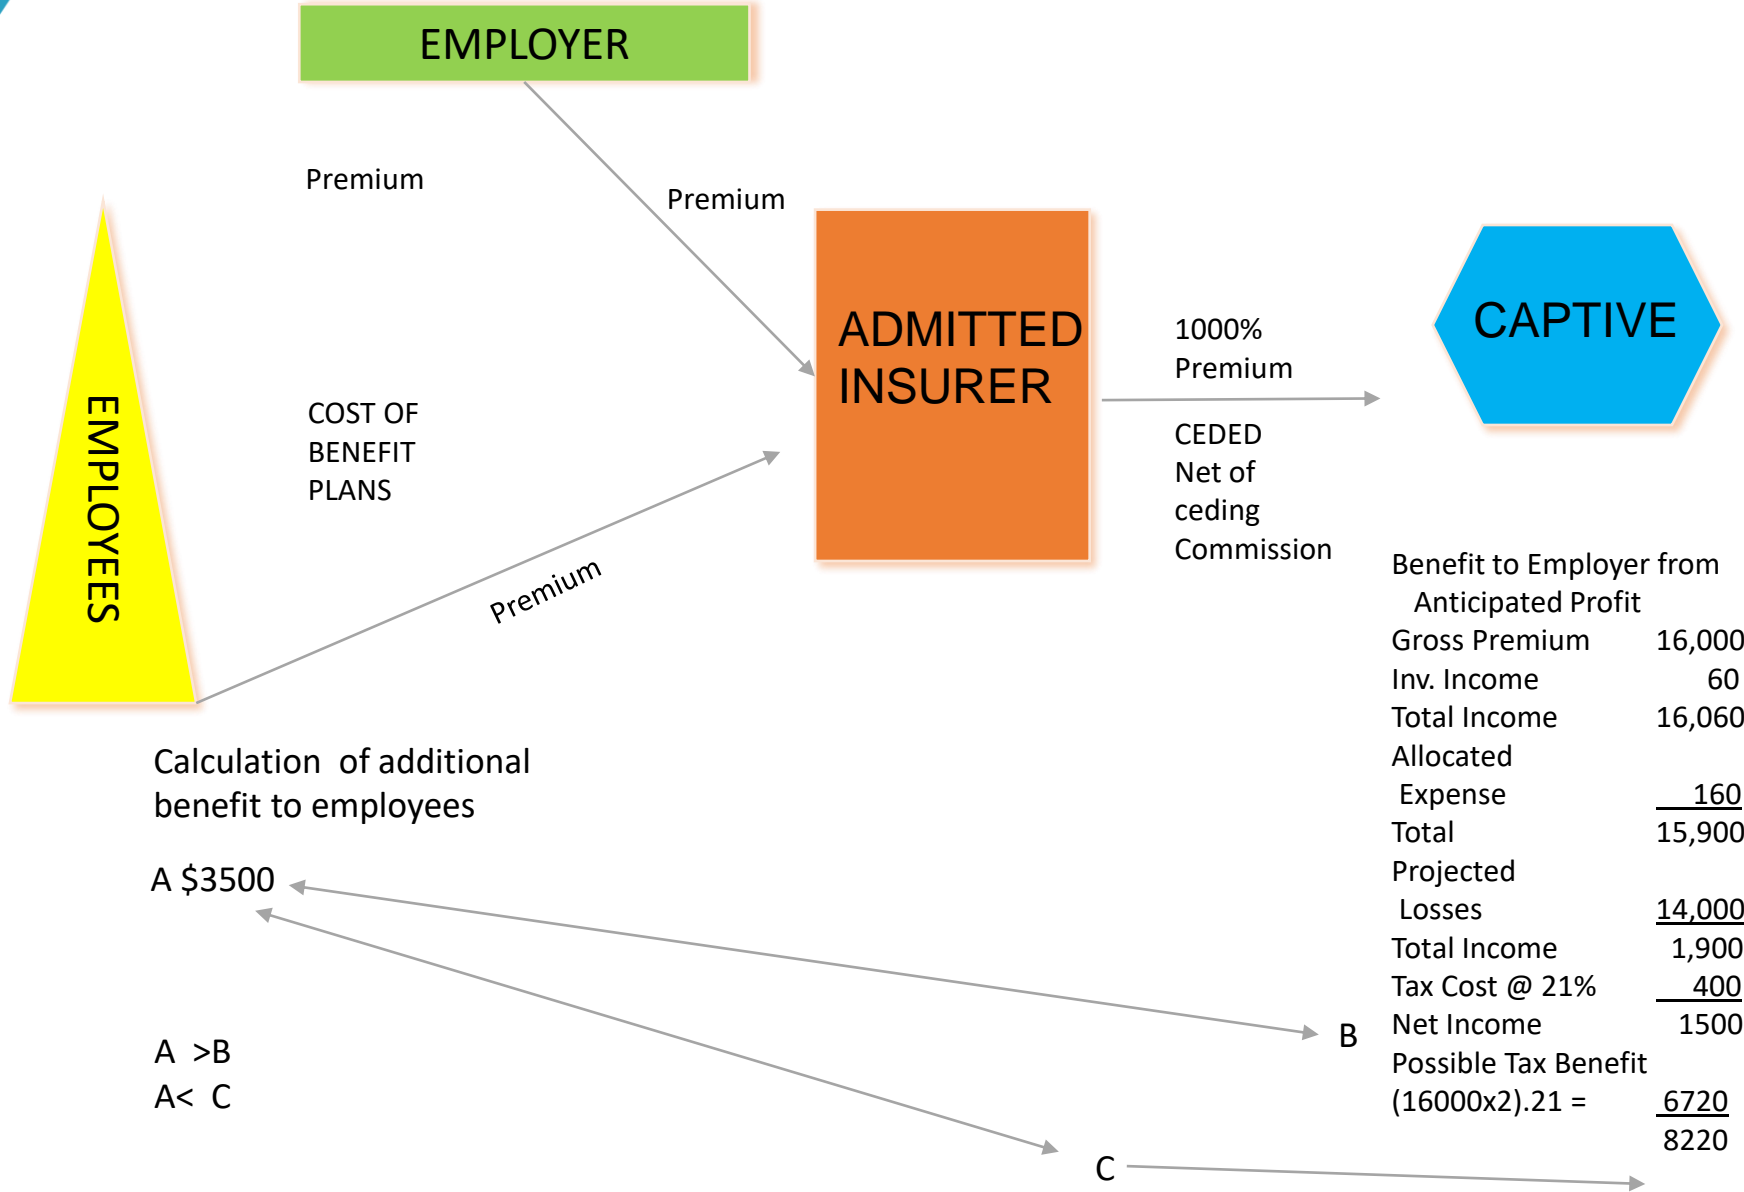 EMPLOYER
Premium
Premium
EMPLOYEES
COST OF
BENEFIT
PLANS
Premium
ADMITTED
INSURER
1000%
Premium
CEDED
Net of
ceding
Commission
CAPTIVE
Benefit to Employer from
Anticipated Profit
Gross Premium 16,000
Inv. Income 60
Total Income 16,060
Allocated
Expense 160
Total 15,900
Projected
Losses 14,000
Total Income 1,900
Tax Cost @ 21% 400
Net Income 1500
Possible Tax Benefit
(16000x2).21 = 6720
8220
Calculation of additional
benefit to employees
A $3500
B
A >B
A< C
C